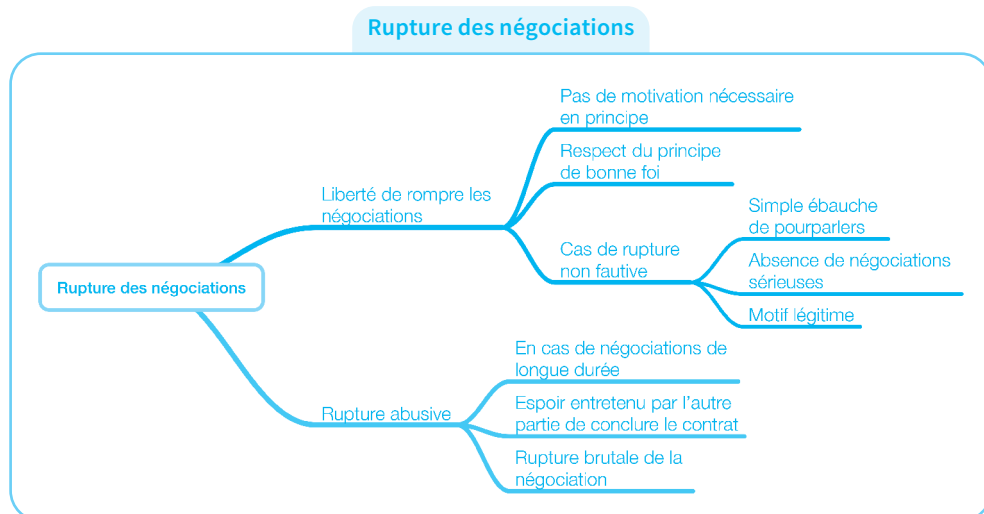 Rupture des négociations
Pas de motivation nécessaire
en principe
Respect du principe
de bonne foi
Liberté de rompre les
négociations
Simple ébauche
de pourparlers
Cas de rupture
non fautive
Absence de négociations
sérieuses
Motif légitime
Rupture des négociations
En cas de négociations de
longue durée
Rupture abusive
Espoir entretenu par l'autre
partie de conclure le contrat
Rupture brutale de la
négociation